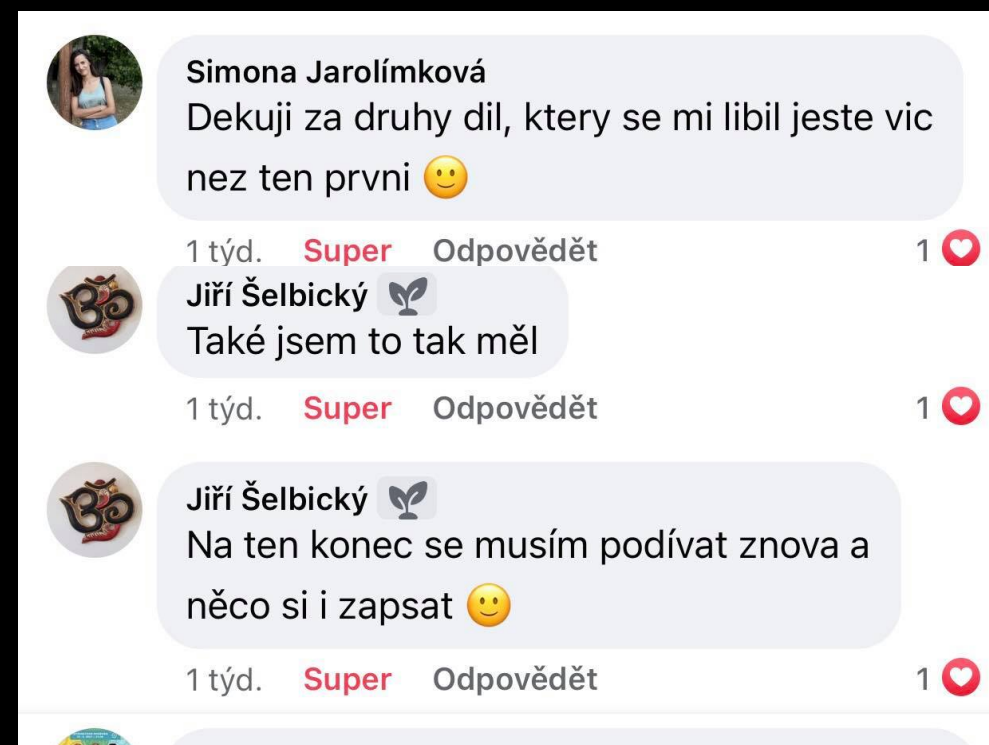 Simona Jarolímková
Dekuji za druhy dil, ktery se mi libil jeste vic
nez ten prvni 🙂
1 týd. Super Odpovědět 1
Jiří Šelbický
Také jsem to tak měl
1 týd. Super Odpovědět 1
Jiří Šelbický
Na ten konec se musím podívat znova a
něco si i zapsat 🙂
1 týd. Super Odpovědět 1